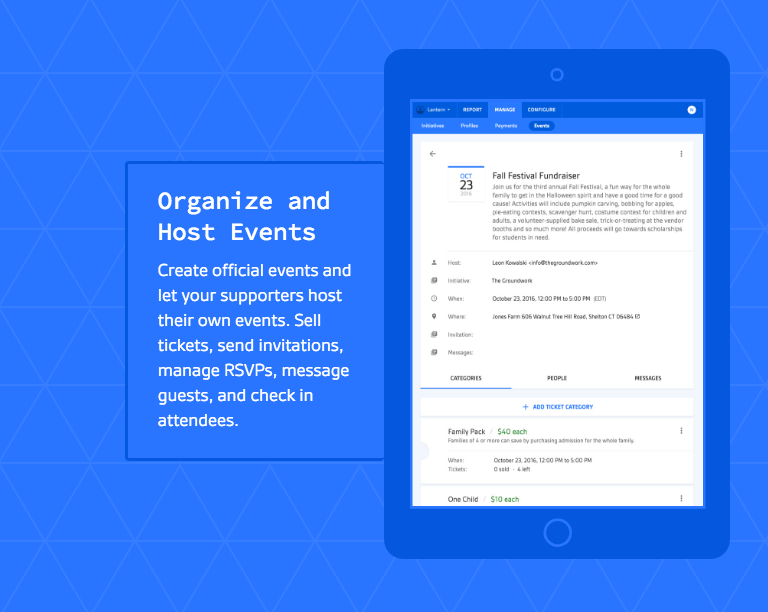 Organize and
Host Events
Create official events and
let your supporters host
their own events. Sell
tickets, send invitations,
manage RSVPs, message
guests, and check in
attendees.
Lantern REPORT MANAGE CONFIGURE
Initiatives Profiles Payments Events
OCT
23
2016
Fall Festival Fundraiser
Join us for the third annual Fall Festival, a fun way for the whole
family to get in the Halloween spirit and have a good time for a good
cause! Activities will include pumpkin carving, bobbing for apples,
pie-eating contests, scavenger hunt, costume contest for children and
adults, a volunteer-supplied bake sale, trick-or-treating at the vendor
booths and so much more! All proceeds will go towards scholarships
for students in need.
Host: Leon Kowalski <info@thegroundwork.com>
Initiative: The Groundwork
When: October 23, 2016, 12:00 PM to 5:00 PM (EDT)
Where: Jones Farm 606 Walnut Tree Hill Road, Shelton CT 06484
Invitation:
Messages:
CATEGORIES PEOPLE MESSAGES
+ ADD TICKET CATEGORY
Family Pack / $40 each
Families of 4 or more can save by purchasing admission for the whole family.
When: October 23, 2016, 12:00 PM to 5:00 PM
Tickets: 0 sold · 4 left
One Child / $10 each